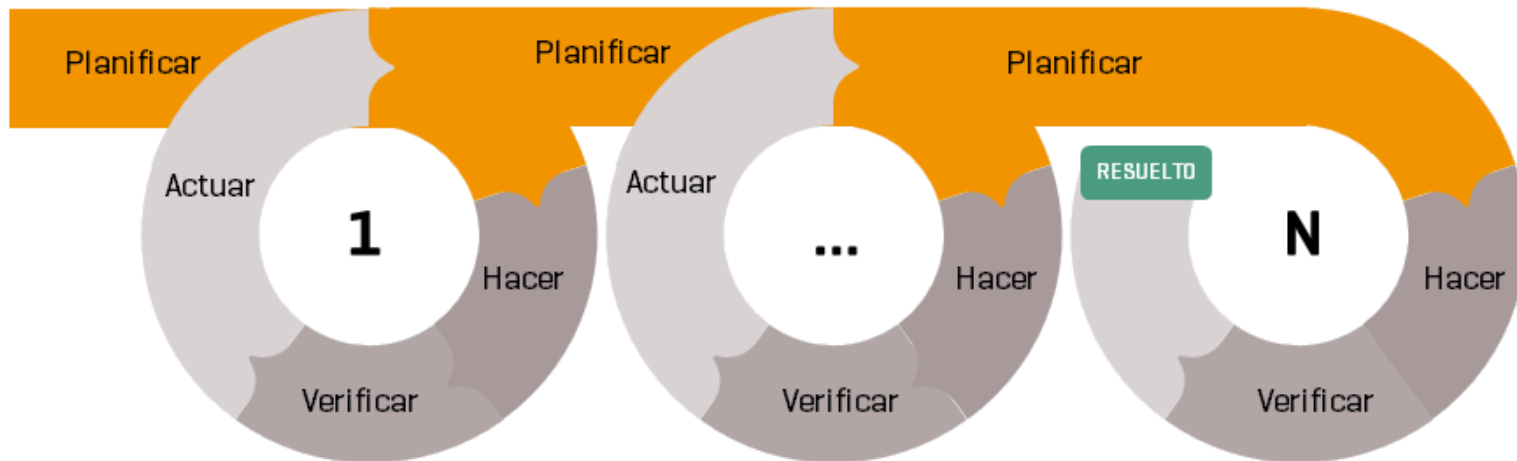 Planificar
Planificar
Planificar
Actuar
1
Hacer
Verificar
Actuar
...
Hacer
Verificar
RESUELTO
N
Hacer
Verificar